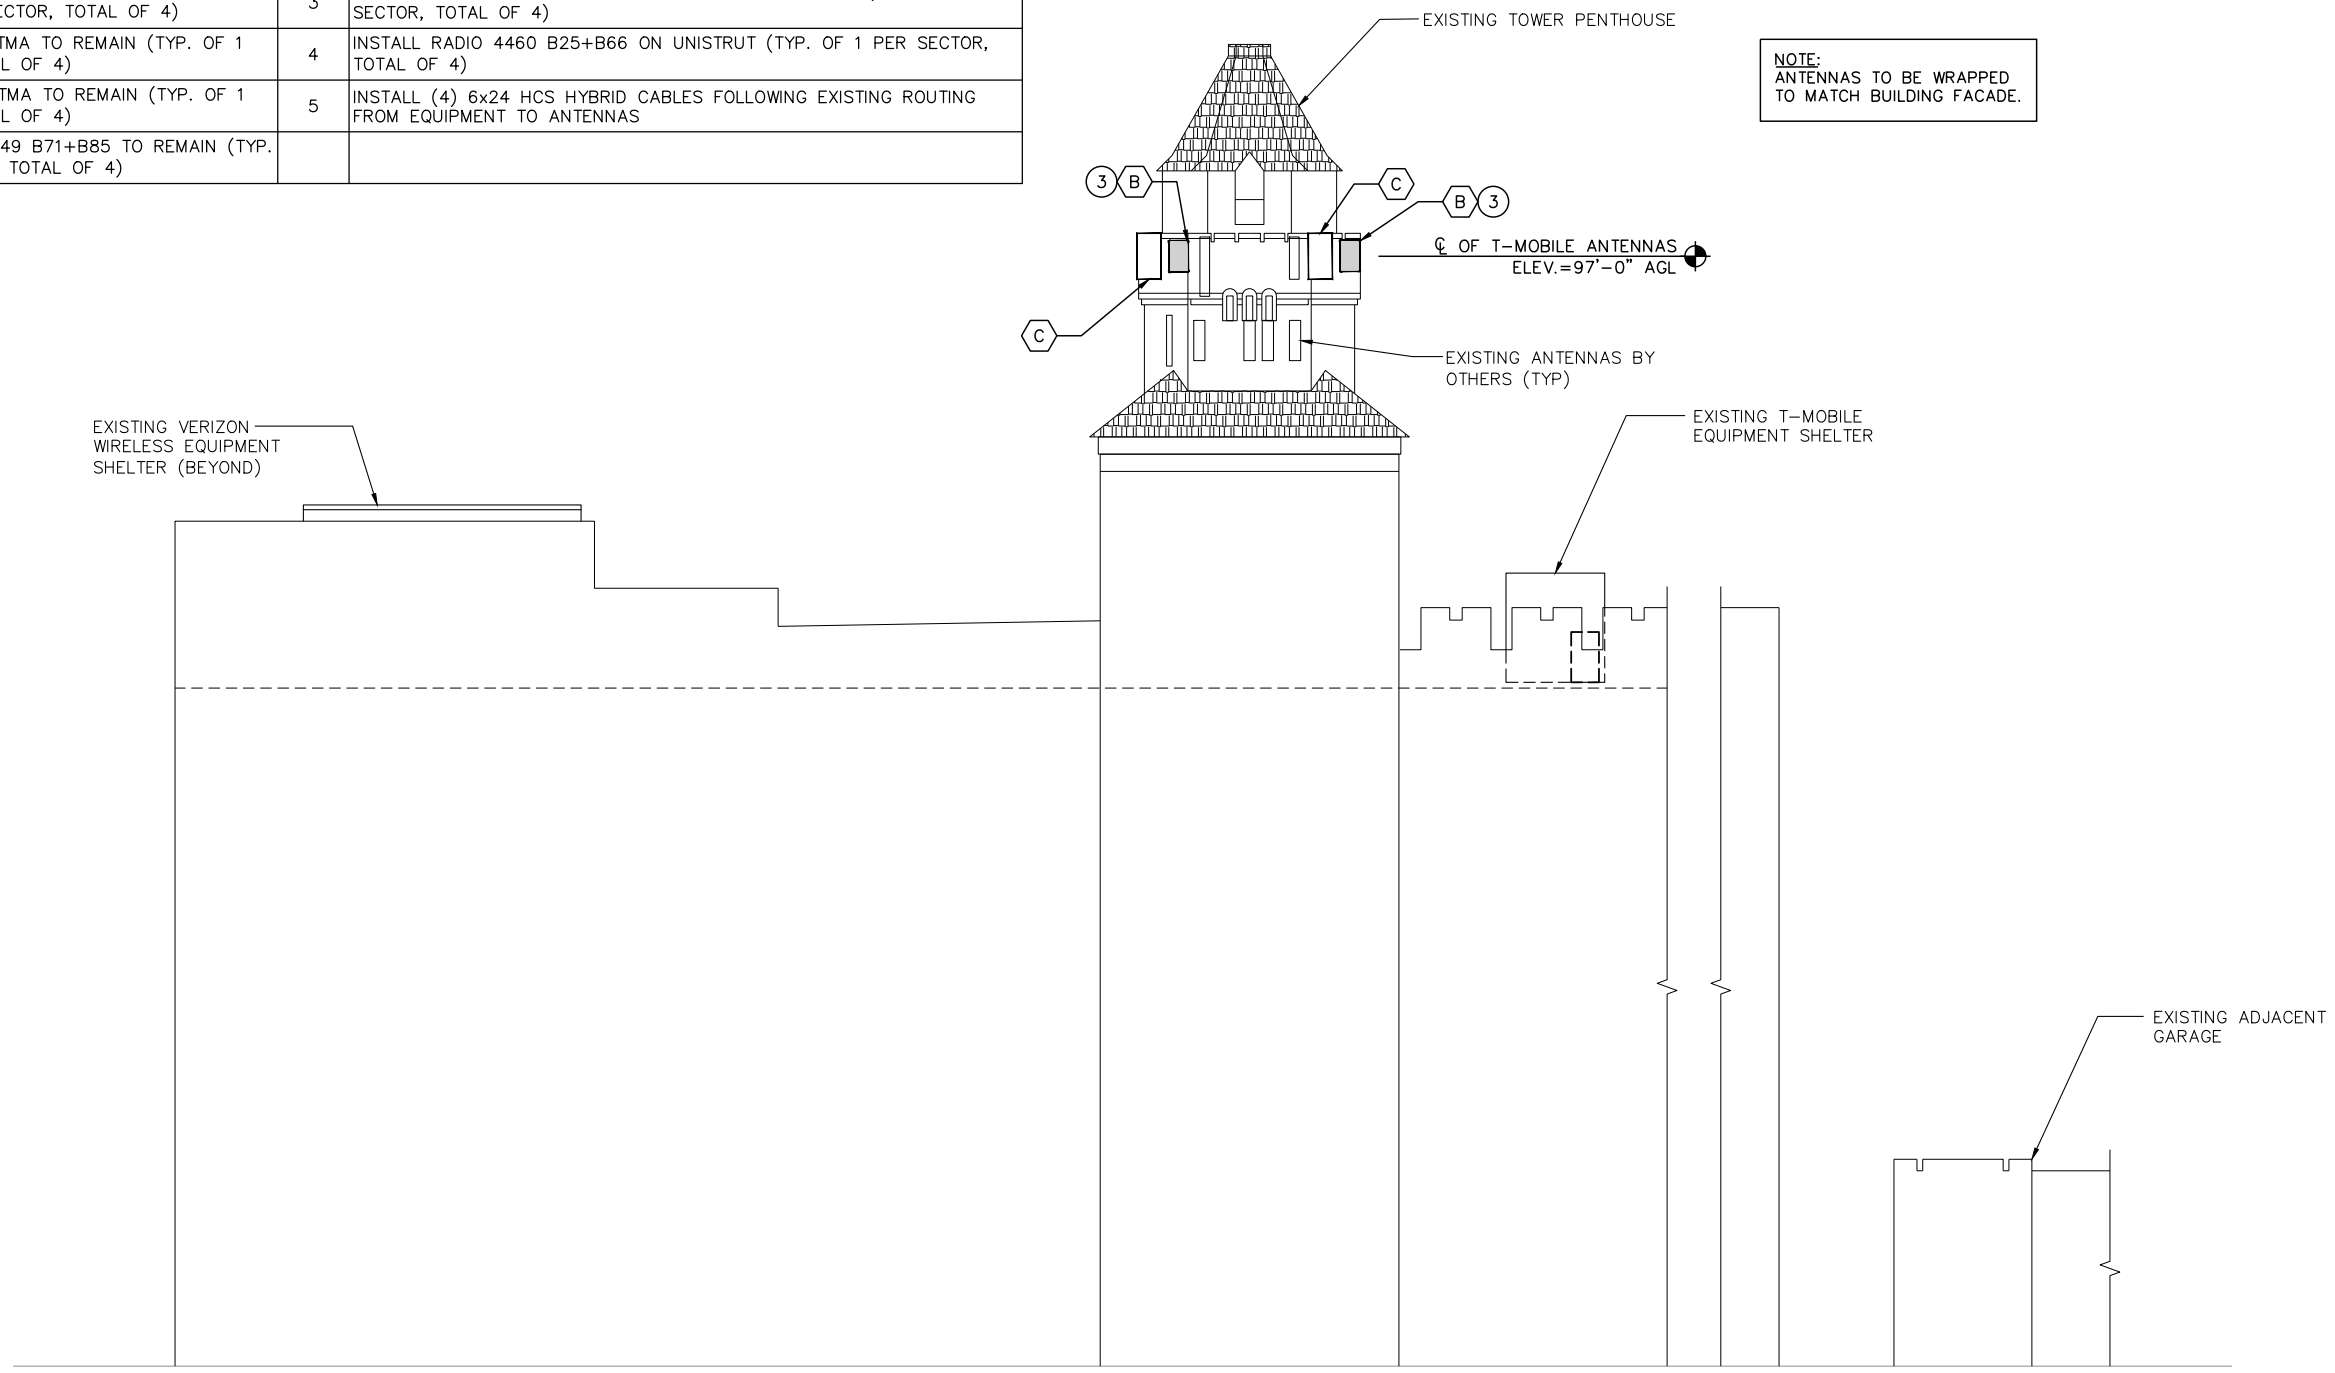 SECTOR, TOTAL OF 4)
3
SECTOR, TOTAL OF 4)
TMA TO REMAIN (TYP. OF 1
L OF 4)
4
INSTALL RADIO 4460 B25+B66 ON UNISTRUT (TYP. OF 1 PER SECTOR,
TOTAL OF 4)
TMA TO REMAIN (TYP. OF 1
L OF 4)
5
INSTALL (4) 6x24 HCS HYBRID CABLES FOLLOWING EXISTING ROUTING
FROM EQUIPMENT TO ANTENNAS
49 B71+B85 TO REMAIN (TYP.
TOTAL OF 4)
EXISTING TOWER PENTHOUSE
NOTE:
ANTENNAS TO BE WRAPPED
TO MATCH BUILDING FACADE.
3 B
C
B 3
℄ OF T-MOBILE ANTENNAS
ELEV.=97'-0" AGL
C
EXISTING ANTENNAS BY
OTHERS (TYP)
EXISTING VERIZON
WIRELESS EQUIPMENT
SHELTER (BEYOND)
EXISTING T-MOBILE
EQUIPMENT SHELTER
EXISTING ADJACENT
GARAGE